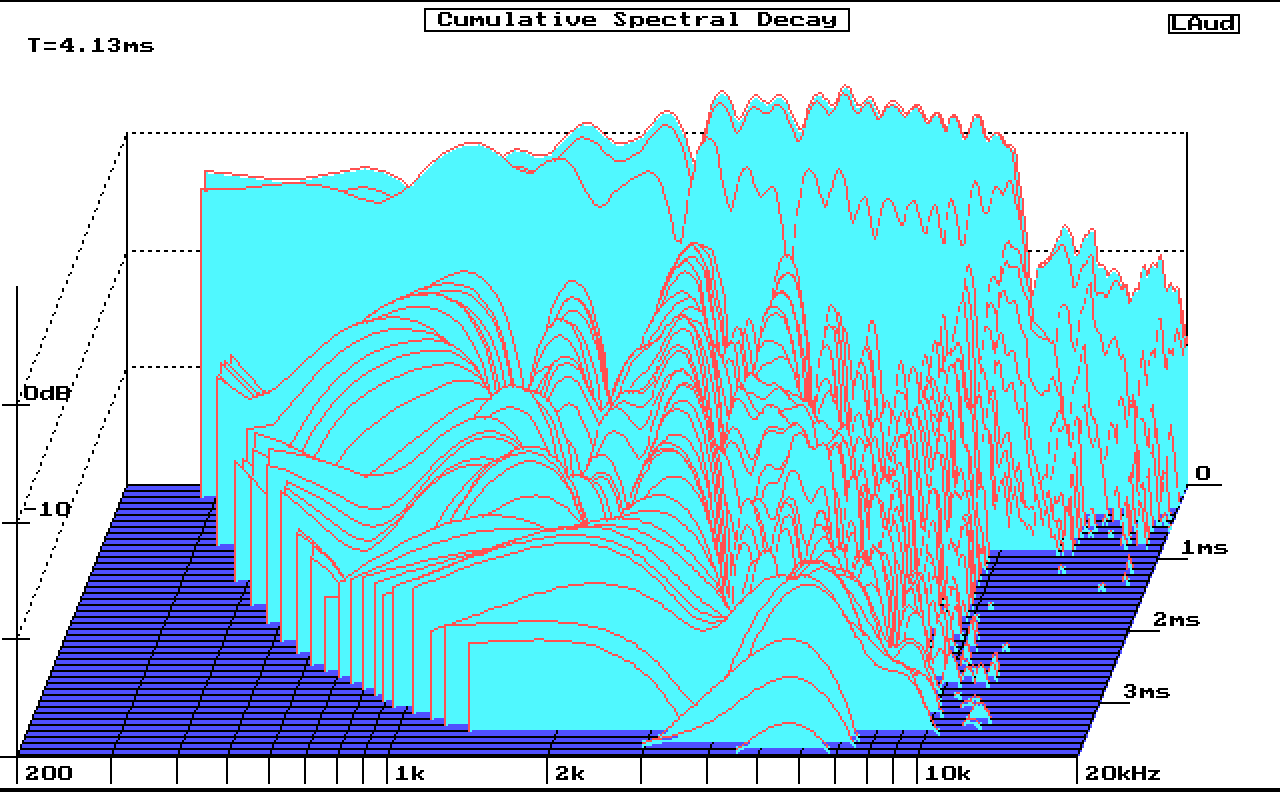 Cumulative Spectral Decay
LAud
T=4.13ms
0dB
-10
0
1ms
2ms
3ms
200 1k 2k 10k 20kHz